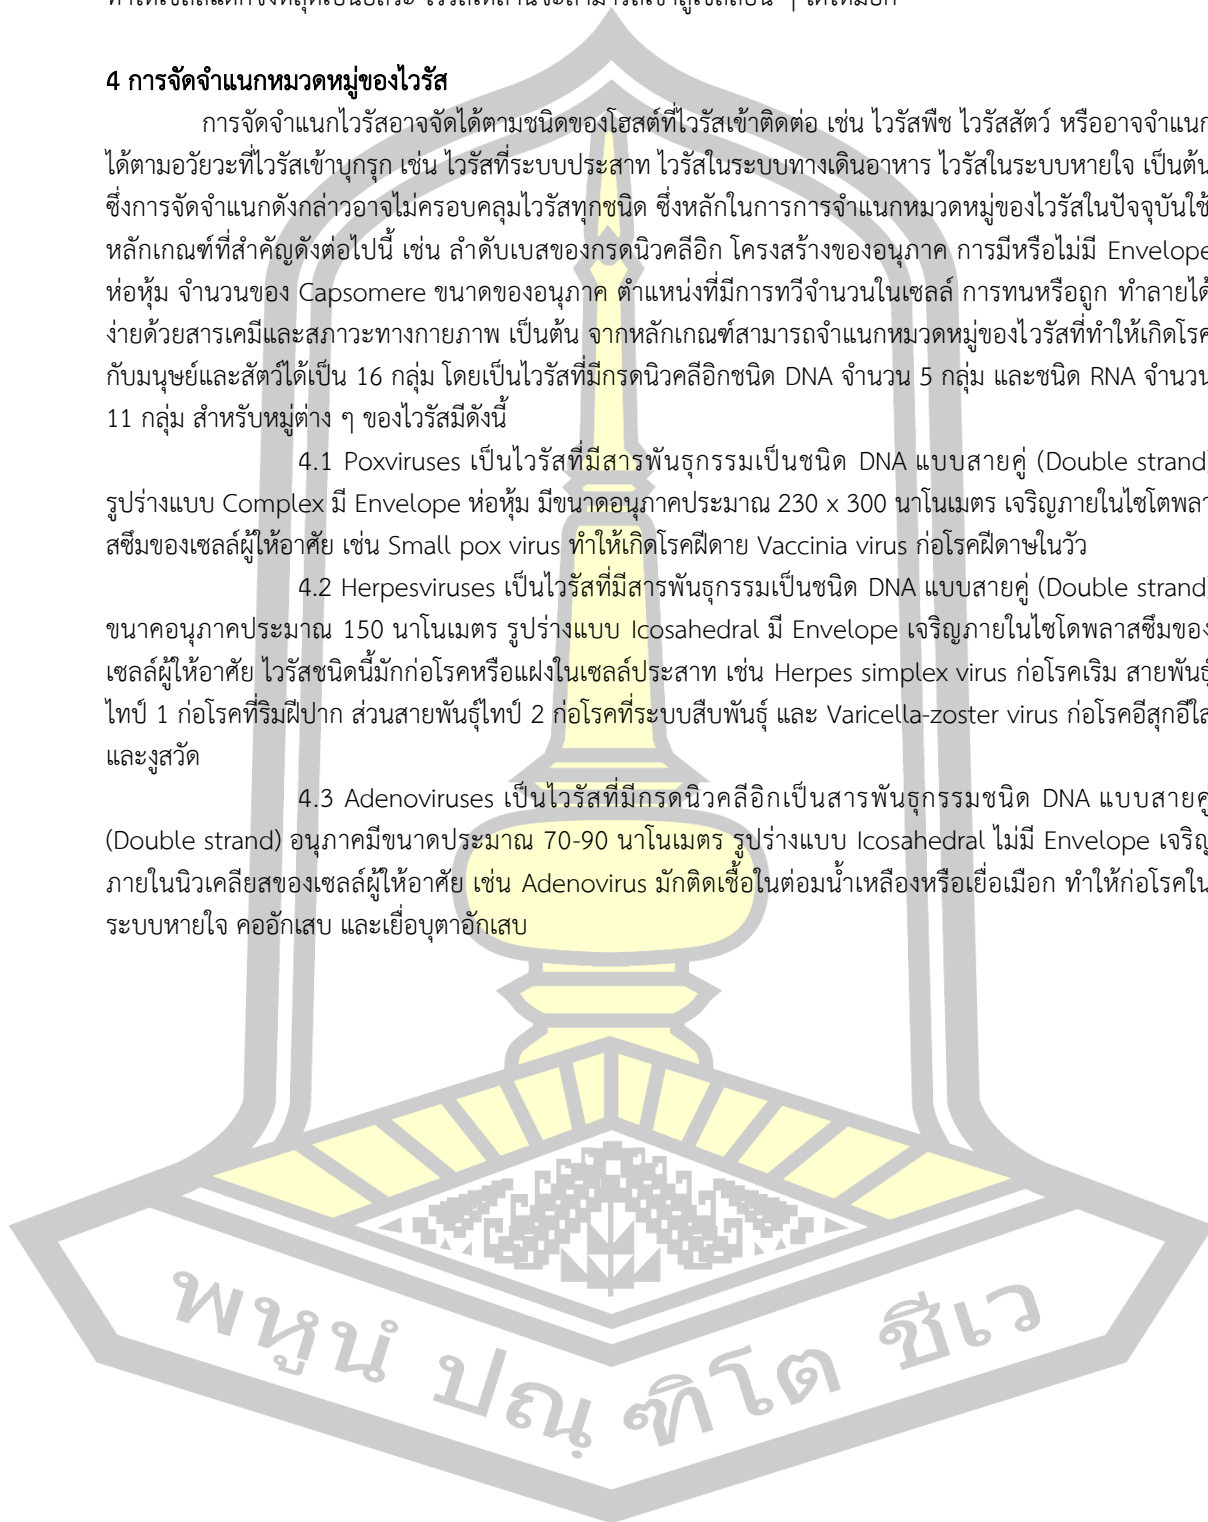 4 การจัดจำแนกหมวดหมู่ของไวรัส
การจัดจำแนกไวรัสอาจจัดได้ตามชนิดของโฮสต์ที่ไวรัสเข้าติดต่อ เช่น ไวรัสพืช ไวรัสสัตว์ หรืออาจจำแนก
ได้ตามอวัยวะที่ไวรัสเข้าบุกรุก เช่น ไวรัสที่ระบบประสาท ไวรัสในระบบทางเดินอาหาร ไวรัสในระบบหายใจ เป็นต้น
ซึ่งการจัดจำแนกดังกล่าวอาจไม่ครอบคลุมไวรัสทุกชนิด ซึ่งหลักในการการจำแนกหมวดหมู่ของไวรัสในปัจจุบันใช้
หลักเกณฑ์ที่สำคัญดังต่อไปนี้ เช่น ลำดับเบสของกรดนิวคลีอิก โครงสร้างของอนุภาค การมีหรือไม่มี Envelope
ห่อหุ้ม จำนวนของ Capsomere ขนาดของอนุภาค ตำแหน่งที่มีการทวีจำนวนในเซลล์ การทนหรือถูก ทำลายได้
ง่ายด้วยสารเคมีและสภาวะทางกายภาพ เป็นต้น จากหลักเกณฑ์สามารถจำแนกหมวดหมู่ของไวรัสที่ทำให้เกิดโรค
กับมนุษย์และสัตว์ได้เป็น 16 กลุ่ม โดยเป็นไวรัสที่มีกรดนิวคลีอิกชนิด DNA จำนวน 5 กลุ่ม และชนิด RNA จำนวน
11 กลุ่ม สำหรับหมู่ต่าง ๆ ของไวรัสมีดังนี้
4.1 Poxviruses เป็นไวรัสที่มีสารพันธุกรรมเป็นชนิด DNA แบบสายคู่ (Double strand)
รูปร่างแบบ Complex มี Envelope ห่อหุ้ม มีขนาดอนุภาคประมาณ 230 x 300 นาโนเมตร เจริญภายในไซโตพลา
สซึมของเซลล์ผู้ให้อาศัย เช่น Small pox virus ทำให้เกิดโรคฝีดาย Vaccinia virus ก่อโรคฝีดาษในวัว
4.2 Herpesviruses เป็นไวรัสที่มีสารพันธุกรรมเป็นชนิด DNA แบบสายคู่ (Double strand)
ขนาคอนุภาคประมาณ 150 นาโนเมตร รูปร่างแบบ Icosahedral มี Envelope เจริญภายในไซโดพลาสซึมของ
เซลล์ผู้ให้อาศัย ไวรัสชนิดนี้มักก่อโรคหรือแฝงในเซลล์ประสาท เช่น Herpes simplex virus ก่อโรคเริม สายพันธุ์
ไทป์ 1 ก่อโรคที่ริมฝีปาก ส่วนสายพันธุ์ไทป์ 2 ก่อโรคที่ระบบสืบพันธุ์ และ Varicella-zoster virus ก่อโรคอีสุกอีใส
และงูสวัด
4.3 Adenoviruses เป็นไวรัสที่มีกรดนิวคลีอิกเป็นสารพันธุกรรมชนิด DNA แบบสายคู่
(Double strand) อนุภาคมีขนาดประมาณ 70-90 นาโนเมตร รูปร่างแบบ Icosahedral ไม่มี Envelope เจริญ
ภายในนิวเคลียสของเซลล์ผู้ให้อาศัย เช่น Adenovirus มักติดเชื้อในต่อมน้ำเหลืองหรือเยื่อเมือก ทำให้ก่อโรคใน
ระบบหายใจ คออักเสบ และเยื่อบุตาอักเสบ
พหูนํ ปณฺ ฑิโต ชีเว